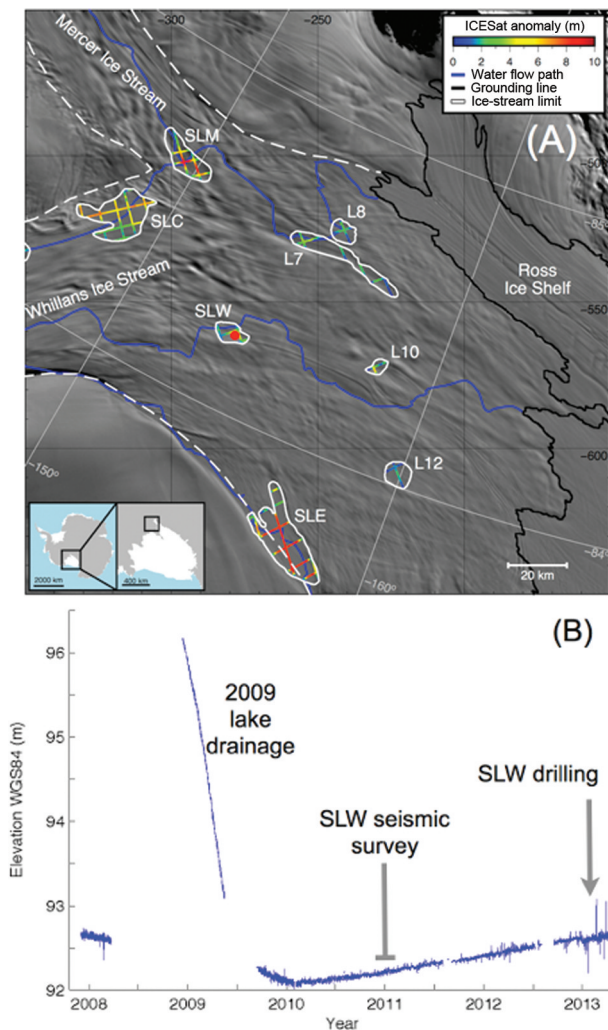 ICESat anomaly (m)
0 2 4 6 8 10
Water flow path
Grounding line
Ice-stream limit
(A)
-300
-250
Mercer Ice Stream
SLM
SLC
L8
L7
Ross
Ice Shelf
Whillans Ice Stream
SLW
L10
-550
L12
-600
-150°
SLE
-160°
-84°
2000 km
400 km
20 km
(B)
Elevation WGS84 (m)
96
95
94
93
92
2009
lake
drainage
SLW seismic
survey
SLW drilling
2008 2009 2010 2011 2012 2013
Year